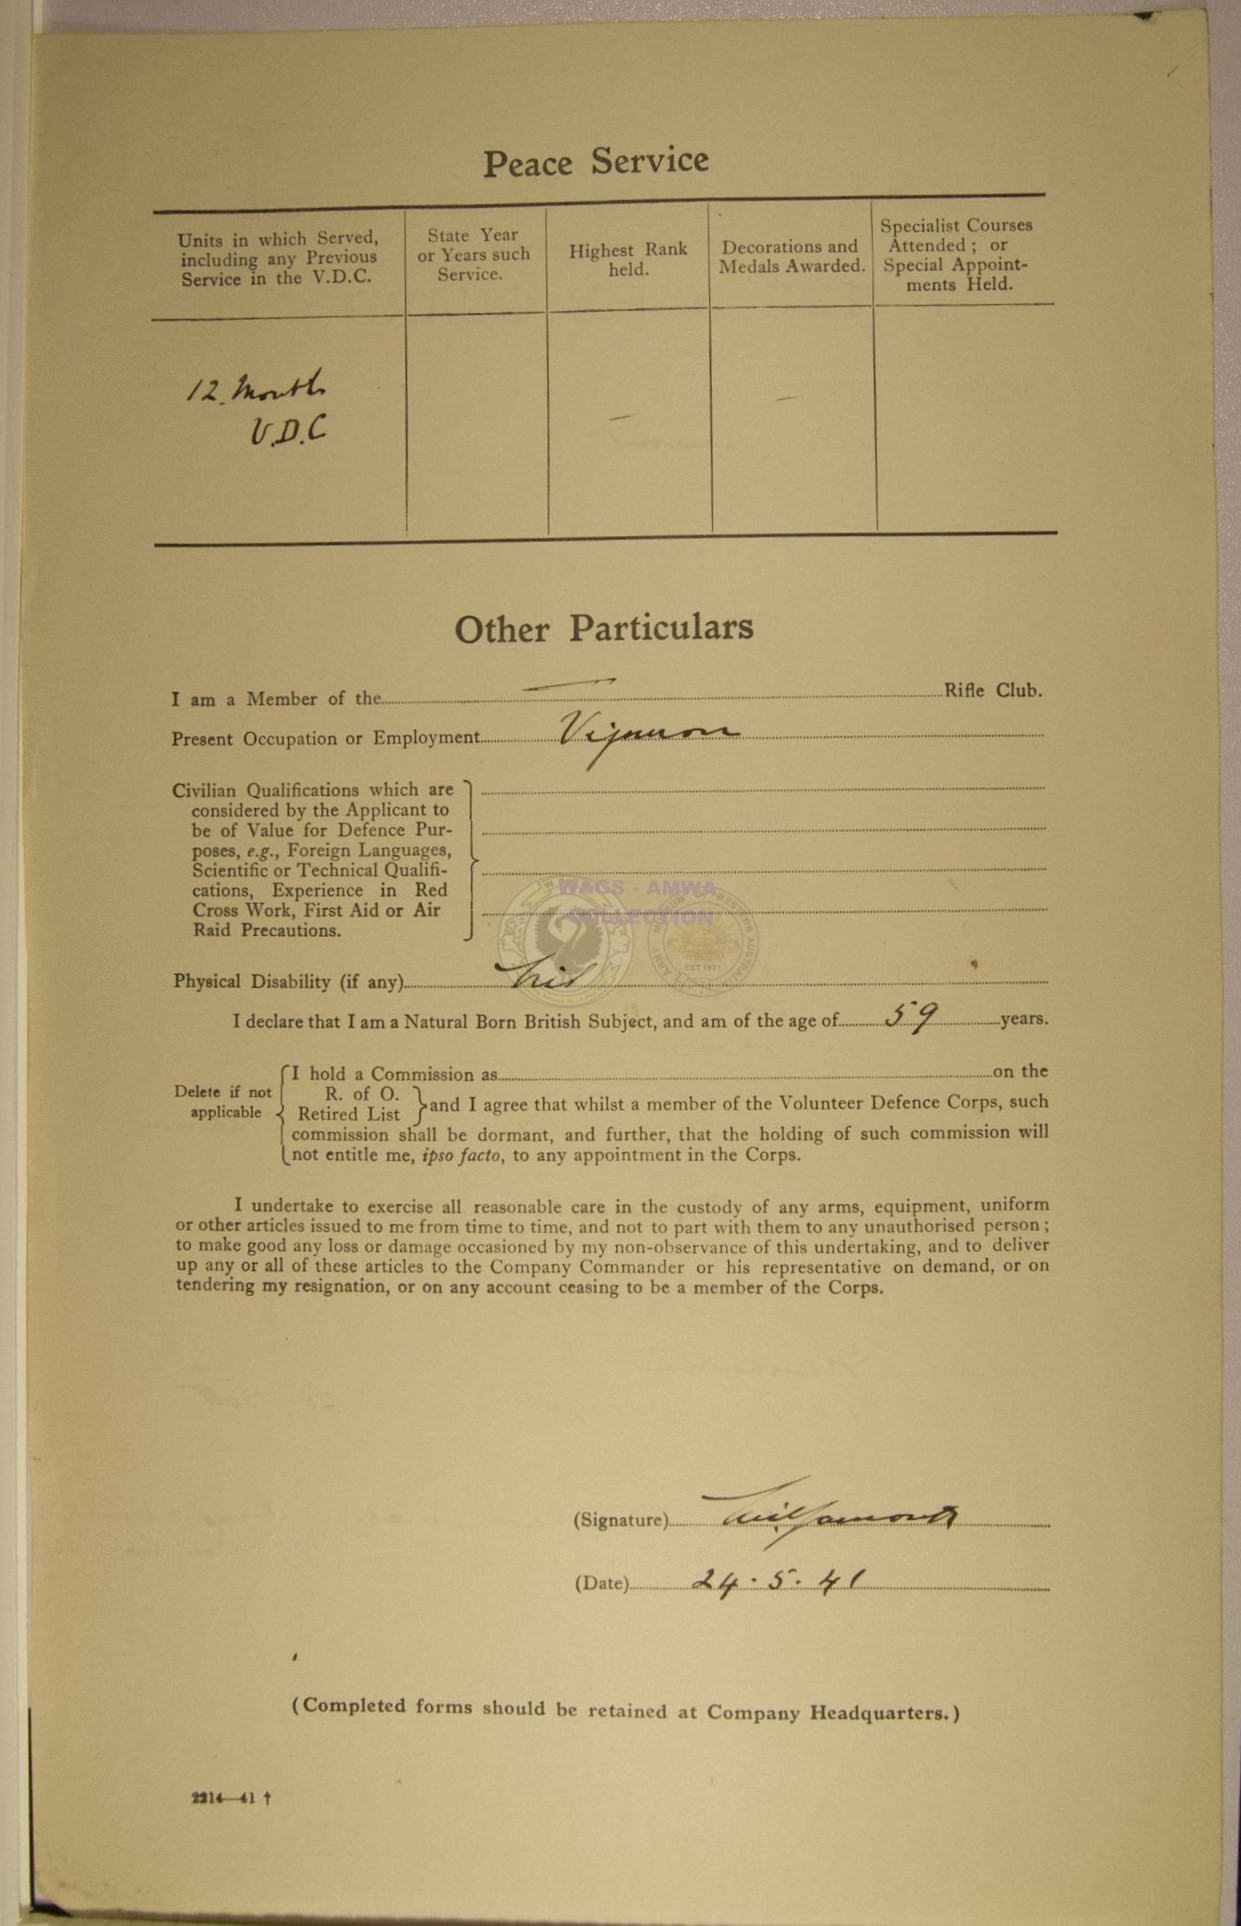 Peace Service
Units in which Served,
including any Previous
Service in the V.D.C.
State Year
or Years such
Service.
Highest Rank
held.
Decorations and
Medals Awarded.
Specialist Courses
Attended ; or
Special Appoint-
ments Held.
12 Months
V.D.C
—
—
Other Particulars
I am a Member of the — Rifle Club.
Present Occupation or Employment
Civilian Qualifications which are
considered by the Applicant to
be of Value for Defence Pur-
poses, e.g., Foreign Languages,
Scientific or Technical Qualifi-
cations, Experience in Red
Cross Work, First Aid or Air
Raid Precautions.
WAGS - AMWA
COLLECTION
EST 1977
Physical Disability (if any) Nil
I declare that I am a Natural Born British Subject, and am of the age of 59 years.
Delete if not
applicable
I hold a Commission as on the
R. of O.
Retired List
and I agree that whilst a member of the Volunteer Defence Corps, such
commission shall be dormant, and further, that the holding of such commission will
not entitle me, ipso facto, to any appointment in the Corps.
I undertake to exercise all reasonable care in the custody of any arms, equipment, uniform
or other articles issued to me from time to time, and not to part with them to any unauthorised person ;
to make good any loss or damage occasioned by my non-observance of this undertaking, and to deliver
up any or all of these articles to the Company Commander or his representative on demand, or on
tendering my resignation, or on any account ceasing to be a member of the Corps.
(Signature)
(Date) 24 . 5 . 41
(Completed forms should be retained at Company Headquarters.)
2214—41 †